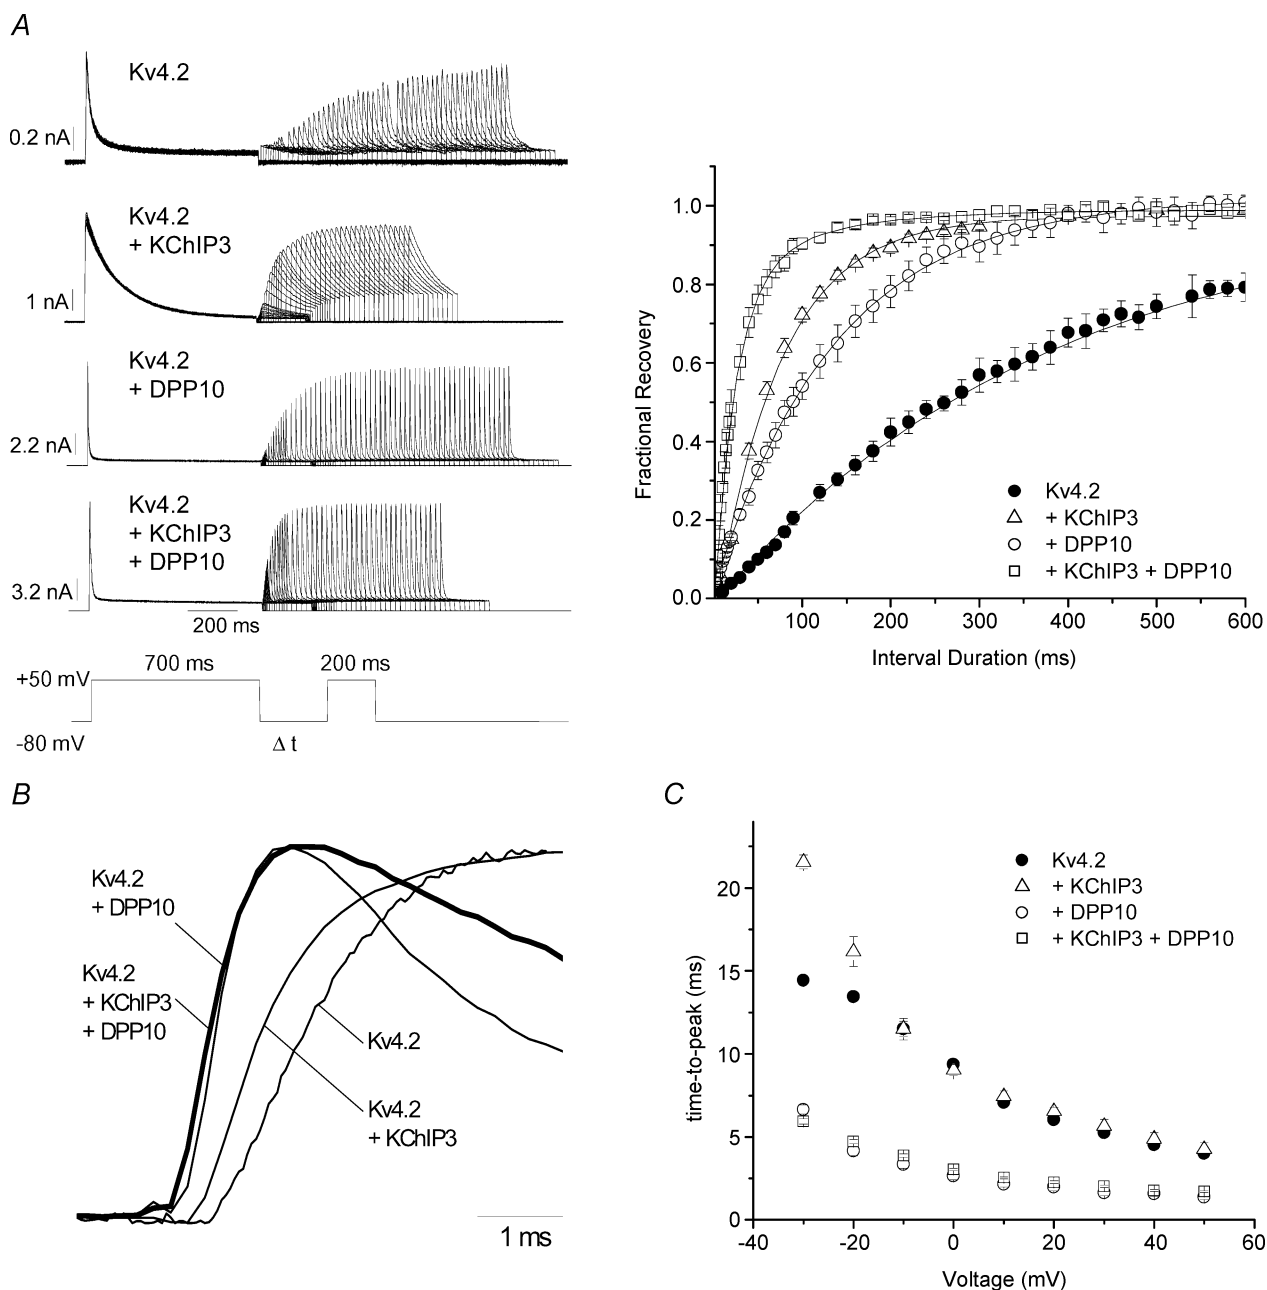 A
Kv4.2
0.2 nA
Kv4.2
+ KChIP3
1 nA
Kv4.2
+ DPP10
2.2 nA
Kv4.2
+ KChIP3
+ DPP10
3.2 nA
200 ms
700 ms
200 ms
+50 mV
-80 mV
Δ t
Fractional Recovery
1.0
0.8
0.6
0.4
0.2
0.0
Kv4.2
+ KChIP3
+ DPP10
+ KChIP3 + DPP10
100
200
300
400
500
600
Interval Duration (ms)
B
Kv4.2
+ DPP10
Kv4.2
+ KChIP3
+ DPP10
Kv4.2
Kv4.2
+ KChIP3
1 ms
C
time-to-peak (ms)
20
15
10
5
0
Kv4.2
+ KChIP3
+ DPP10
+ KChIP3 + DPP10
-40
-20
0
20
40
60
Voltage (mV)